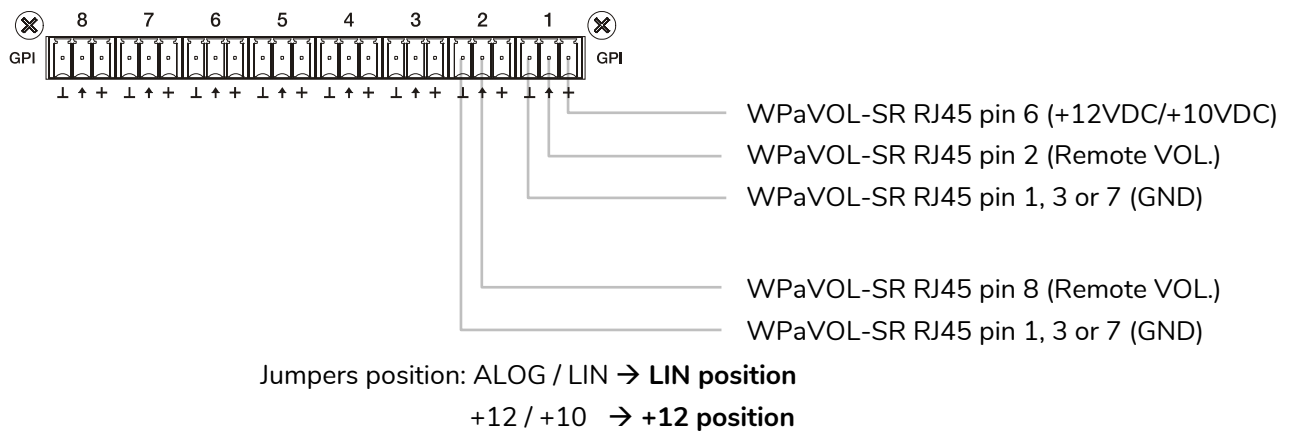 8 7 6 5 4 3 2 1
GPI GPI
⊥ ↑ + ⊥ ↑ + ⊥ ↑ + ⊥ ↑ + ⊥ ↑ + ⊥ ↑ + ⊥ ↑ + ⊥ ↑ +
WPaVOL-SR RJ45 pin 6 (+12VDC/+10VDC)
WPaVOL-SR RJ45 pin 2 (Remote VOL.)
WPaVOL-SR RJ45 pin 1, 3 or 7 (GND)
WPaVOL-SR RJ45 pin 8 (Remote VOL.)
WPaVOL-SR RJ45 pin 1, 3 or 7 (GND)
Jumpers position: ALOG / LIN → LIN position
+12 / +10 → +12 position